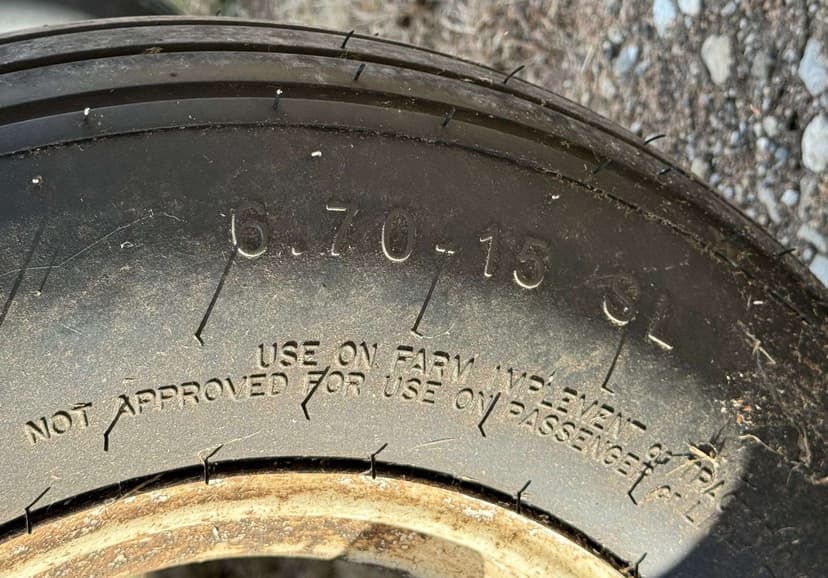 6.70-15 SL
USE ON FARM IMPLEMENT
NOT APPROVED FOR USE ON PASSENGER